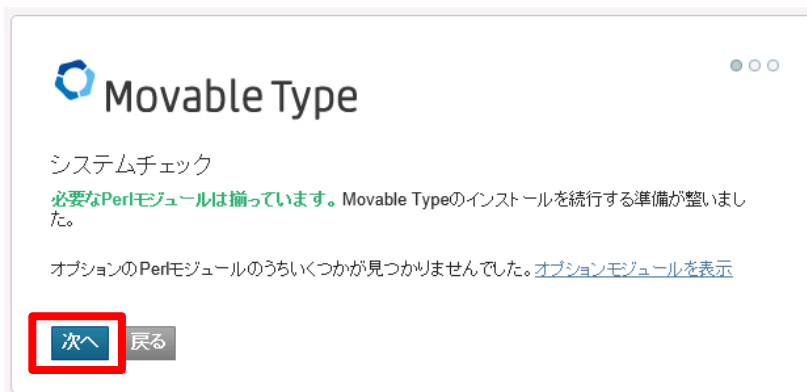 Movable Type
システムチェック
必要なPerlモジュールは揃っています。Movable Typeのインストールを続行する準備が整いまし
た。
オプションのPerlモジュールのうちいくつかが見つかりませんでした。オプションモジュールを表示
次へ 戻る